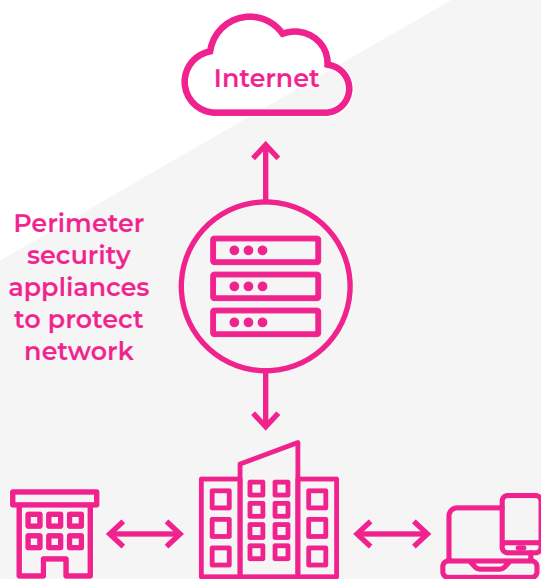 Internet
Perimeter
security
appliances
to protect
network